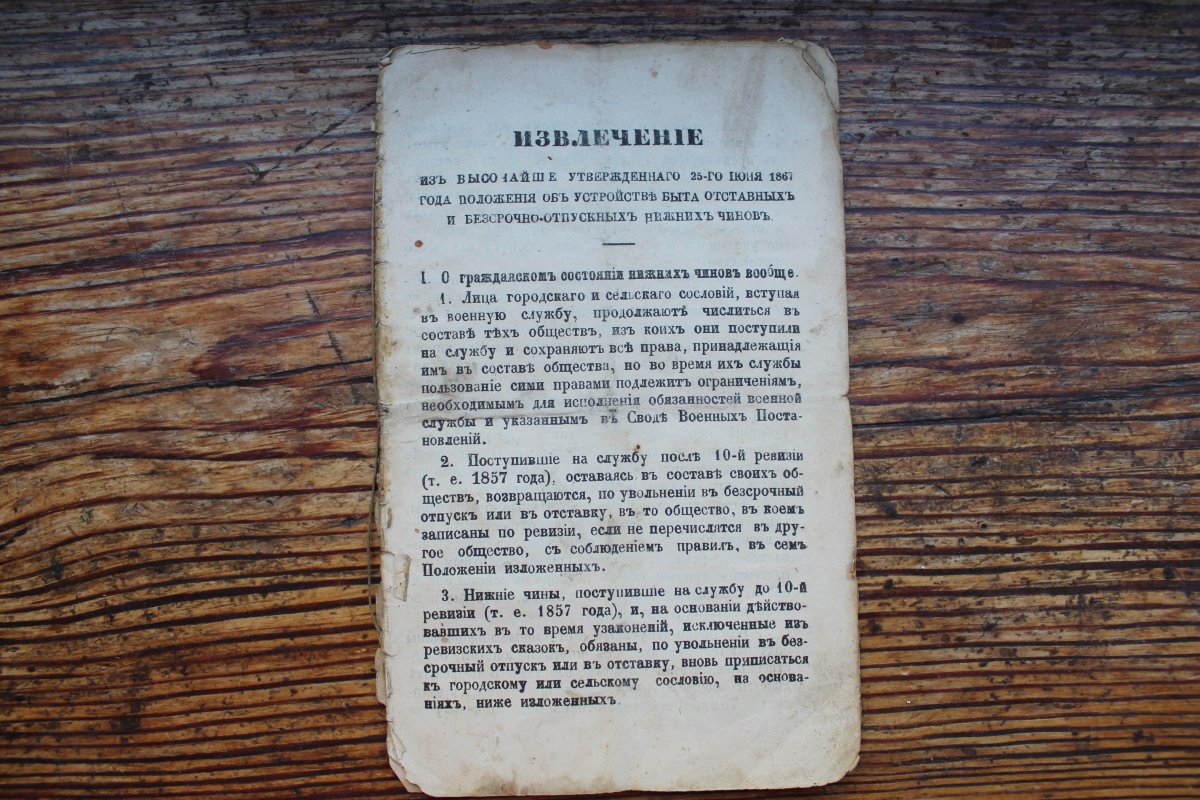 ИЗВЛЕЧЕНІЕ
ИЗЪ ВЫСОЧАЙШЕ УТВЕРЖДЕННАГО 25-ГО ІЮНЯ 1867
ГОДА ПОЛОЖЕНІЯ ОБЪ УСТРОЙСТВѢ БЫТА ОТСТАВНЫХЪ
И БЕЗСРОЧНО-ОТПУСКНЫХЪ НИЖНИХЪ ЧИНОВЪ.
I. О гражданскомъ состояніи нижнихъ чиновъ вообще.
1. Лица городскаго и сельскаго сословій, вступая
въ военную службу, продолжаютъ числиться въ
составѣ тѣхъ обществъ, изъ коихъ они поступили
на службу и сохраняютъ всѣ права, принадлежащія
имъ въ составѣ общества, но во время ихъ службы
пользованіе сими правами подлежитъ ограниченіямъ,
необходимымъ для исполненія обязанностей военной
службы и указаннымъ въ Сводѣ Военныхъ Поста-
новленій.
2. Поступившіе на службу послѣ 10-й ревизіи
(т. е. 1857 года), оставаясь въ составѣ своихъ об-
ществъ, возвращаются, по увольненіи въ безсрочный
отпускъ или въ отставку, въ то общество, въ коемъ
записаны по ревизіи, если не перечислятся въ дру-
гое общество, съ соблюденіемъ правилъ, въ семъ
Положеніи изложенныхъ.
3. Нижніе чины, поступившіе на службу до 10-й
ревизіи (т. е. 1857 года), и, на основаніи дѣйство-
вавшихъ въ то время узаконеній, исключенные изъ
ревизскихъ сказокъ, обязаны, по увольненіи въ без-
срочный отпускъ или въ отставку, вновь приписаться
къ городскому или сельскому сословію, на основа-
ніяхъ, ниже изложенныхъ.